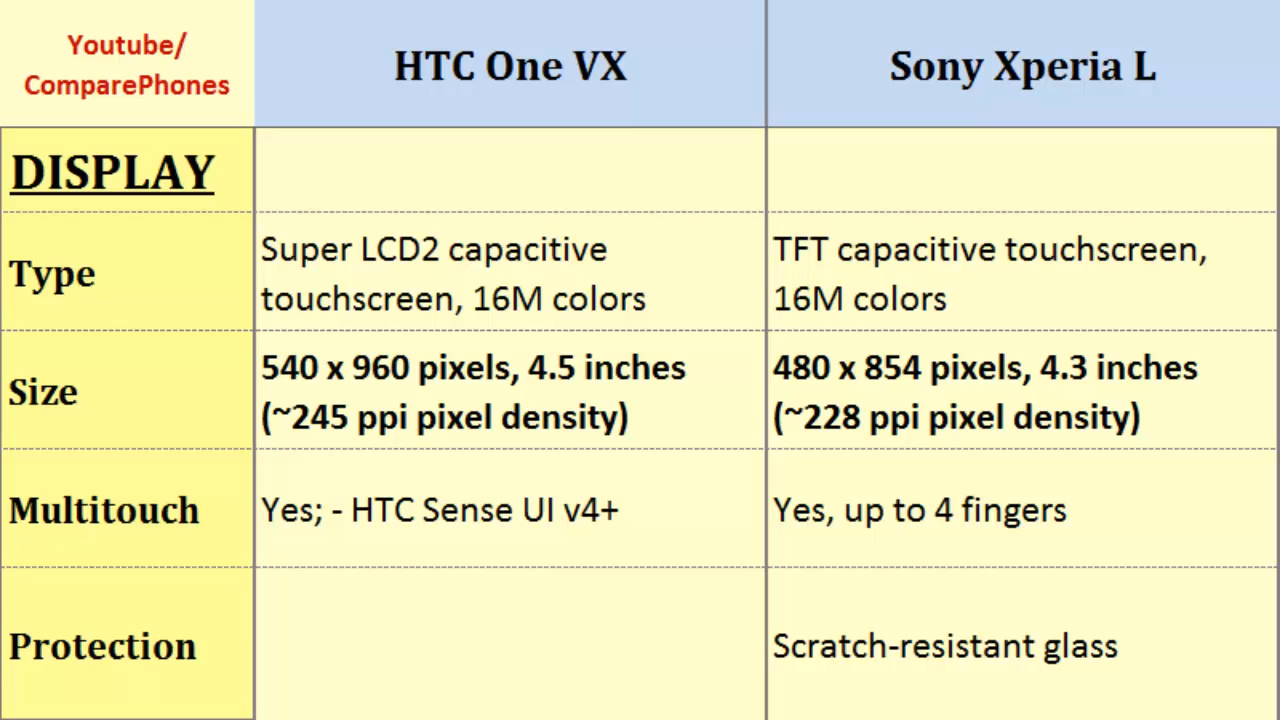 Youtube/
ComparePhones
HTC One VX
Sony Xperia L
DISPLAY
Type
Super LCD2 capacitive
touchscreen, 16M colors
TFT capacitive touchscreen,
16M colors
Size
540 x 960 pixels, 4.5 inches
(~245 ppi pixel density)
480 x 854 pixels, 4.3 inches
(~228 ppi pixel density)
Multitouch
Yes; - HTC Sense UI v4+
Yes, up to 4 fingers
Protection
Scratch-resistant glass